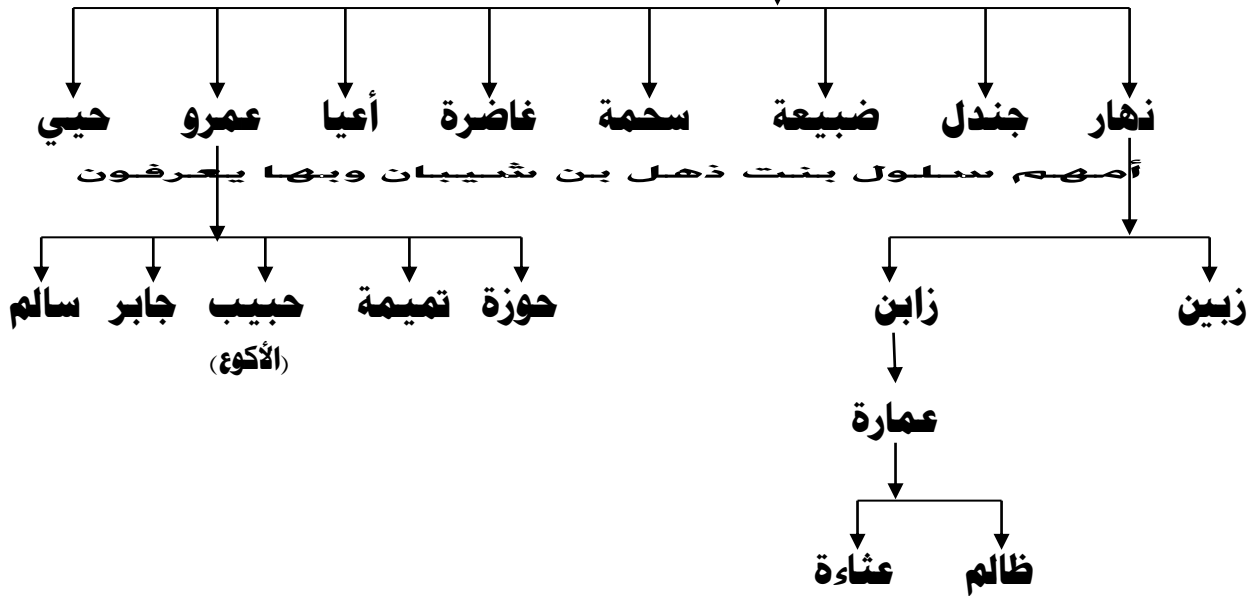 نهار جندل ضبيعة سحمة غاضرة أعيا عمرو حيي
أمهم سلول بنت ذهل بن شيبان وبها يعرفون
زبين زابن حوزة تميمة حبيب جابر سالم
(الأكوع)
عمارة
ظالم عثاءة